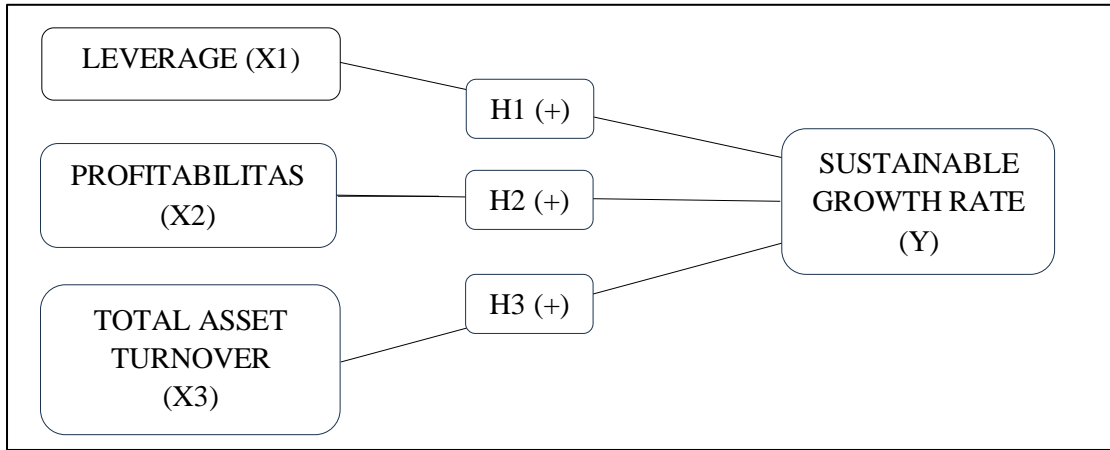 LEVERAGE (X1)
H1 (+)
PROFITABILITAS
(X2)
H2 (+)
SUSTAINABLE
GROWTH RATE
(Y)
H3 (+)
TOTAL ASSET
TURNOVER
(X3)